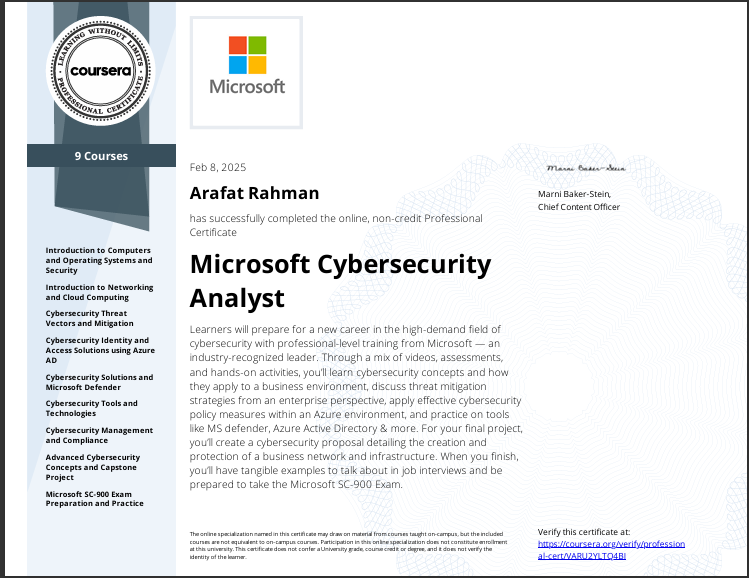 LEARNING WITHOUT LIMITS
coursera
PROFESSIONAL CERTIFICATE
9 Courses
Introduction to Computers
and Operating Systems and
Security
Introduction to Networking
and Cloud Computing
Cybersecurity Threat
Vectors and Mitigation
Cybersecurity Identity and
Access Solutions using Azure
AD
Cybersecurity Solutions and
Microsoft Defender
Cybersecurity Tools and
Technologies
Cybersecurity Management
and Compliance
Advanced Cybersecurity
Concepts and Capstone
Project
Microsoft SC-900 Exam
Preparation and Practice
Microsoft
Feb 8, 2025
Arafat Rahman
has successfully completed the online, non-credit Professional
Certificate
Microsoft Cybersecurity
Analyst
Learners will prepare for a new career in the high-demand field of
cybersecurity with professional-level training from Microsoft — an
industry-recognized leader. Through a mix of videos, assessments,
and hands-on activities, you'll learn cybersecurity concepts and how
they apply to a business environment, discuss threat mitigation
strategies from an enterprise perspective, apply effective cybersecurity
policy measures within an Azure environment, and practice on tools
like MS defender, Azure Active Directory & more. For your final project,
you'll create a cybersecurity proposal detailing the creation and
protection of a business network and infrastructure. When you finish,
you'll have tangible examples to talk about in job interviews and be
prepared to take the Microsoft SC-900 Exam.
The online specialization named in this certificate may draw on material from courses taught on-campus, but the included
courses are not equivalent to on-campus courses. Participation in this online specialization does not constitute enrollment
at this university. This certificate does not confer a University grade, course credit or degree, and it does not verify the
identity of the learner.
Marni Baker-Stein
Marni Baker-Stein,
Chief Content Officer
Verify this certificate at:
https://coursera.org/verify/profession
al-cert/VARU2YLTQ4BI